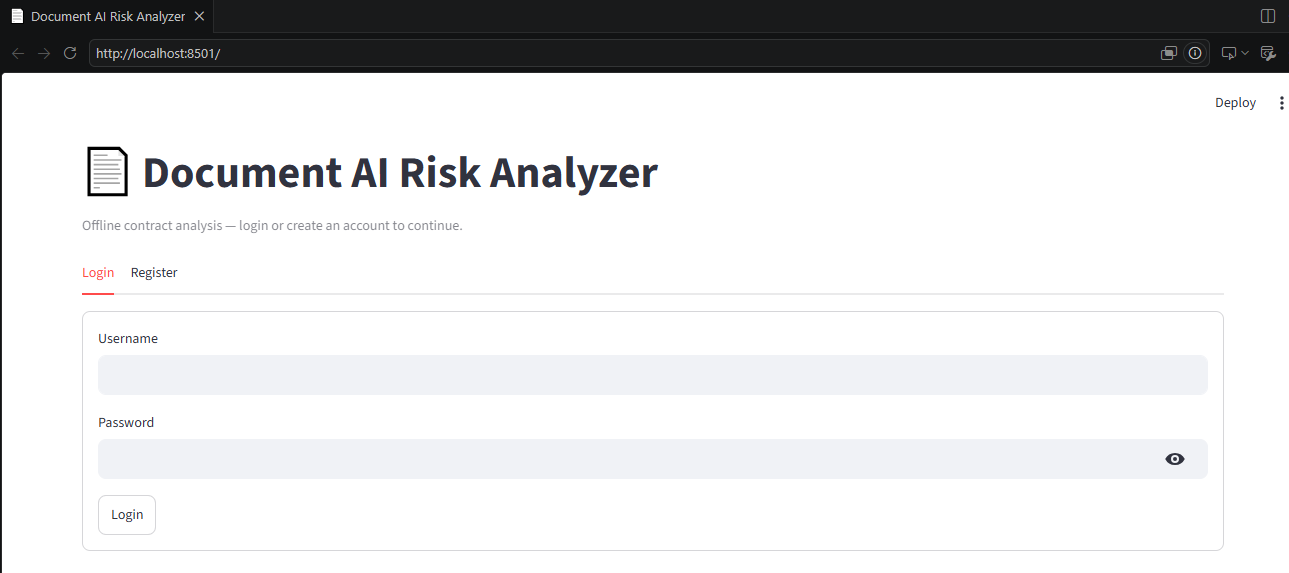 Document AI Risk Analyzer
http://localhost:8501/
Deploy
Document AI Risk Analyzer
Offline contract analysis — login or create an account to continue.
Login Register
Username
Password
Login